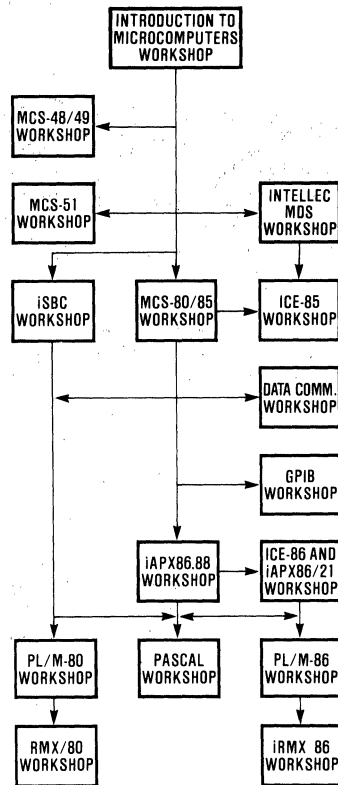 INTRODUCTION TO
MICROCOMPUTERS
WORKSHOP
MCS-48/49
WORKSHOP
MCS-51
WORKSHOP
INTELLEC
MDS
WORKSHOP
iSBC
WORKSHOP
MCS-80/85
WORKSHOP
ICE-85
WORKSHOP
DATA COMM.
WORKSHOP
GPIB
WORKSHOP
iAPX86.88
WORKSHOP
ICE-86 AND
iAPX86/21
WORKSHOP
PL/M-80
WORKSHOP
PASCAL
WORKSHOP
PL/M-86
WORKSHOP
RMX/80
WORKSHOP
iRMX 86
WORKSHOP